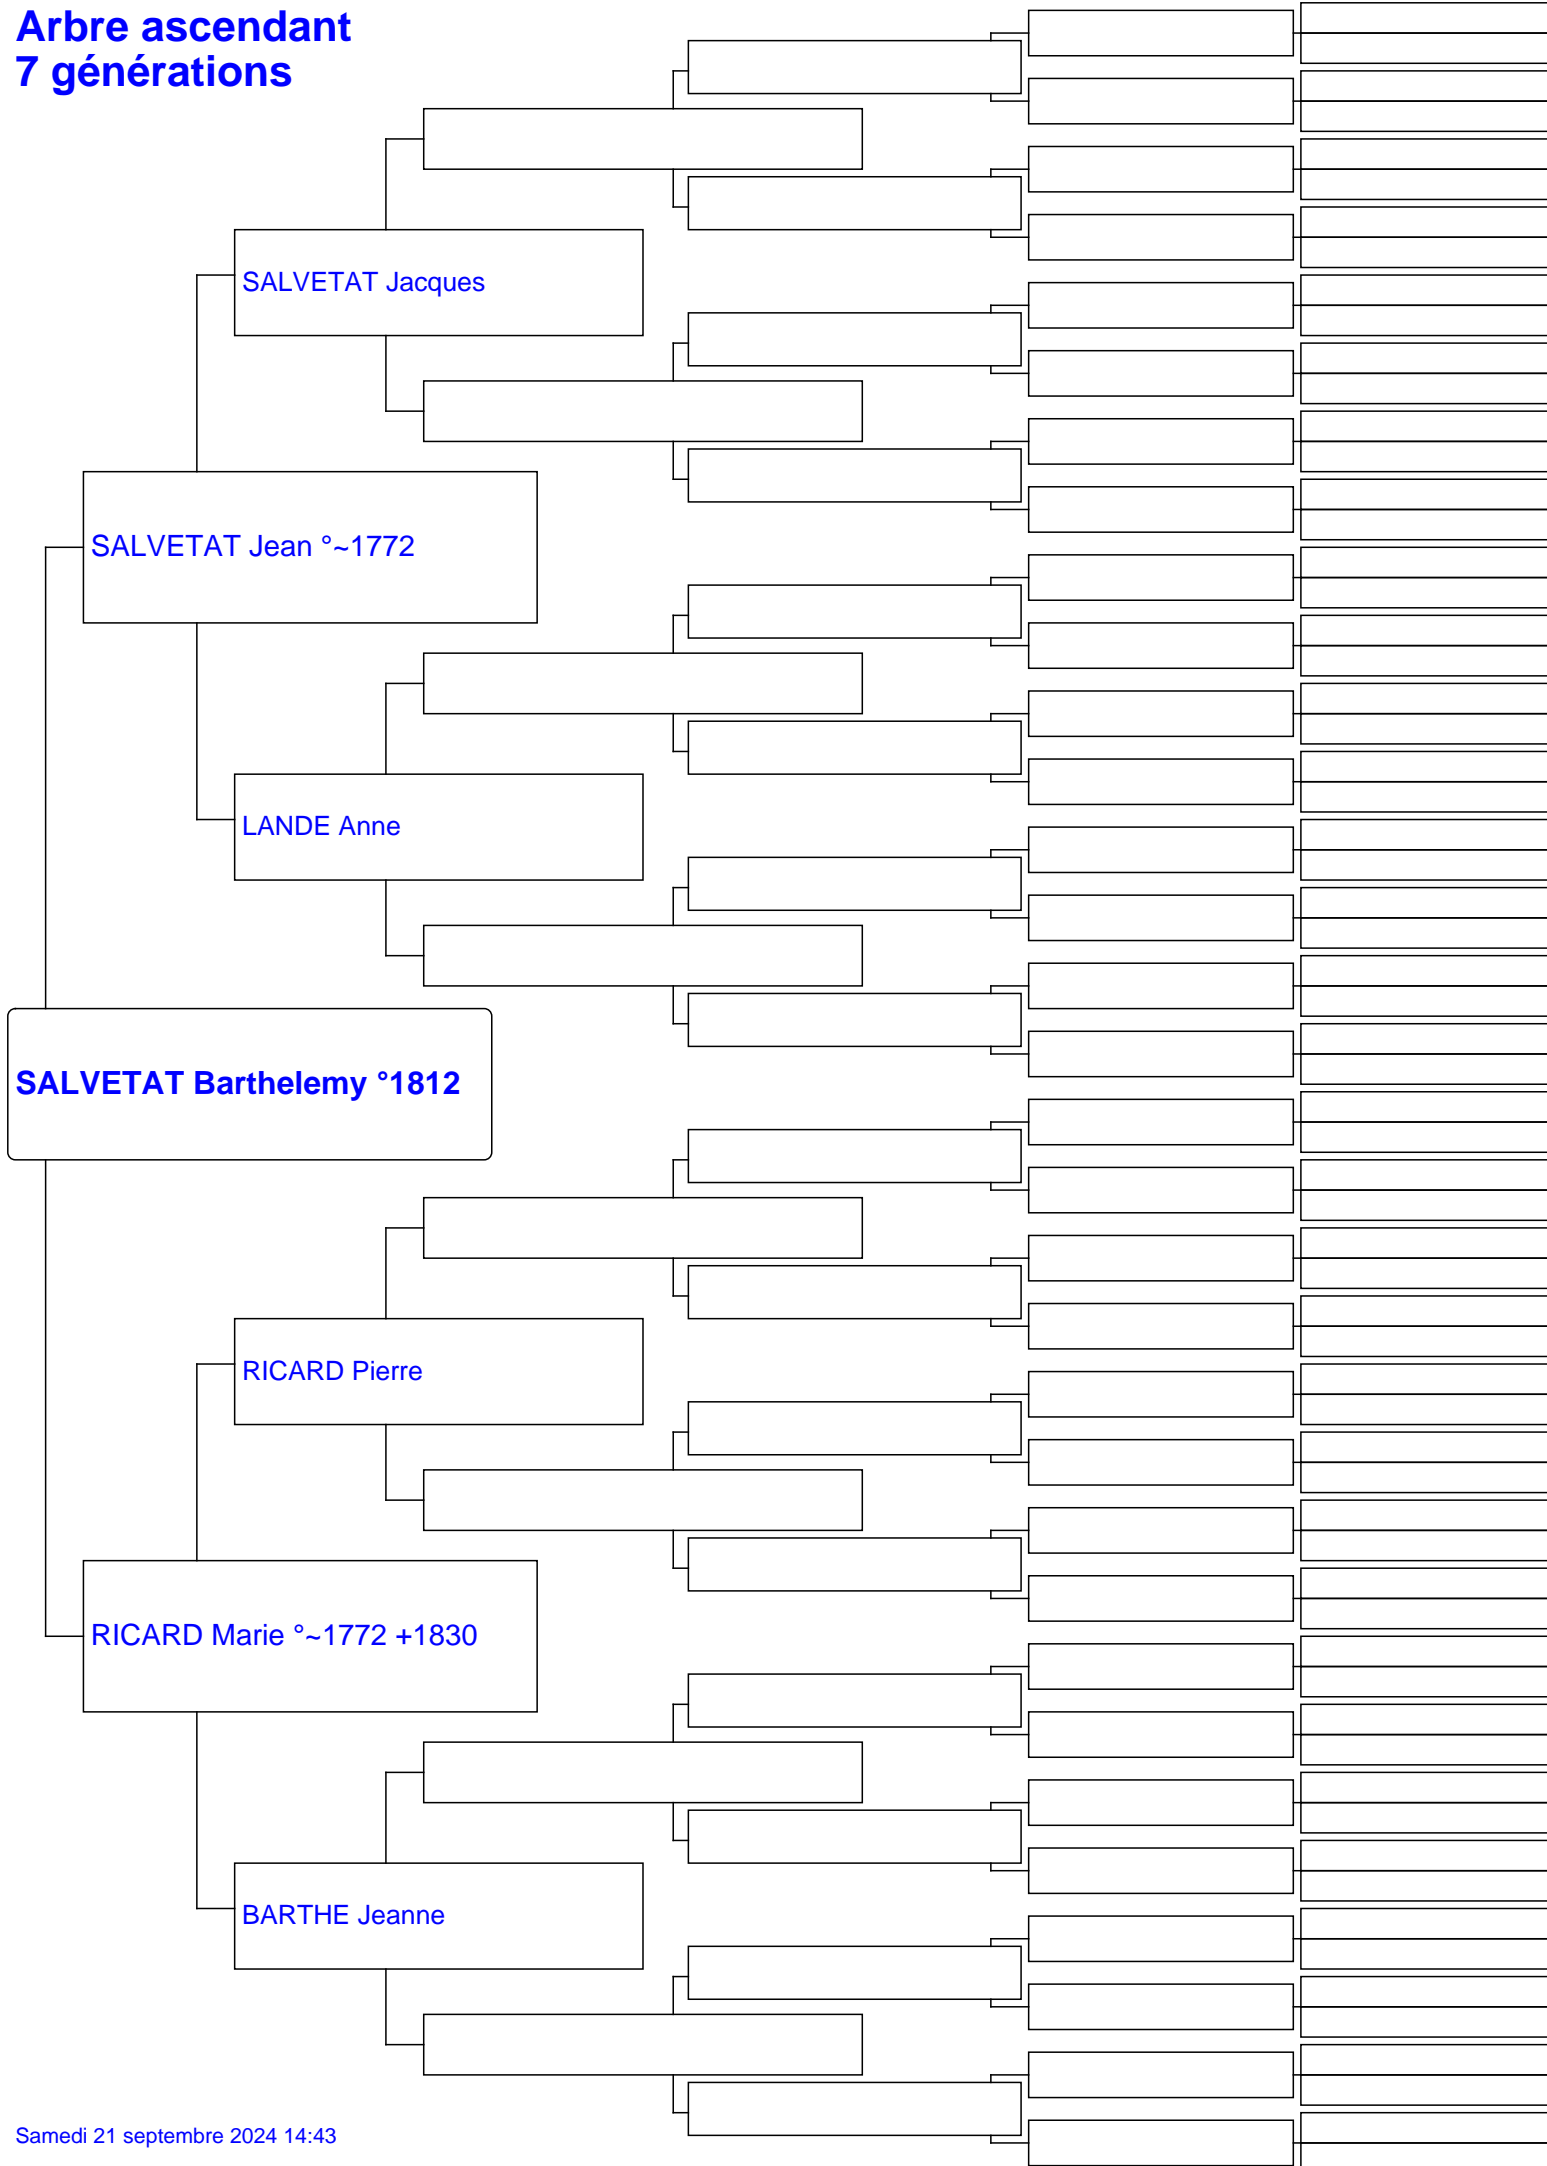 Arbre ascendant
7 générations
SALVETAT Jacques
SALVETAT Jean °~1772
LANDE Anne
SALVETAT Barthelemy °1812
RICARD Pierre
RICARD Marie °~1772 +1830
BARTHE Jeanne
Samedi 21 septembre 2024 14:43